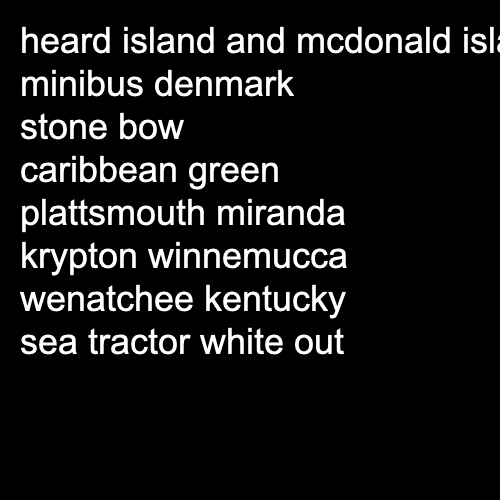 heard island and mcdonald isla
minibus denmark
stone bow
caribbean green
plattsmouth miranda
krypton winnemucca
wenatchee kentucky
sea tractor white out